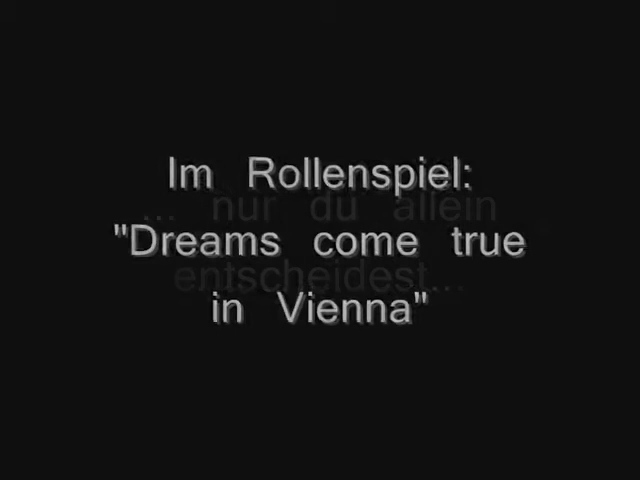 Im Rollenspiel:
... nur du allein
"Dreams come true
entscheidest...
in Vienna"